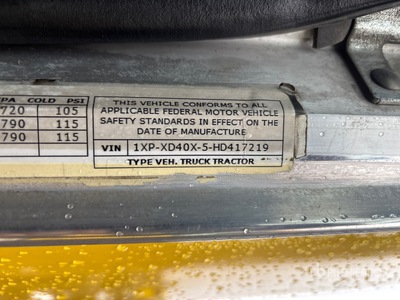 PA COLD PSI
720 105
790 115
790 115
THIS VEHICLE CONFORMS TO ALL
APPLICABLE FEDERAL MOTOR VEHICLE
SAFETY STANDARDS IN EFFECT ON THE
DATE OF MANUFACTURE
VIN 1XP-XD40X-5-HD417219
TYPE VEH. TRUCK TRACTOR